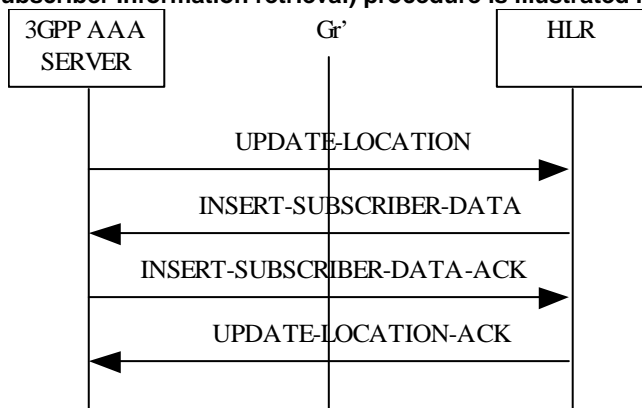 ubscriber information retrieval) procedure is illustrated
3GPP AAA
SERVER
Gr’
HLR
UPDATE-LOCATION
INSERT-SUBSCRIBER-DATA
INSERT-SUBSCRIBER-DATA-ACK
UPDATE-LOCATION-ACK